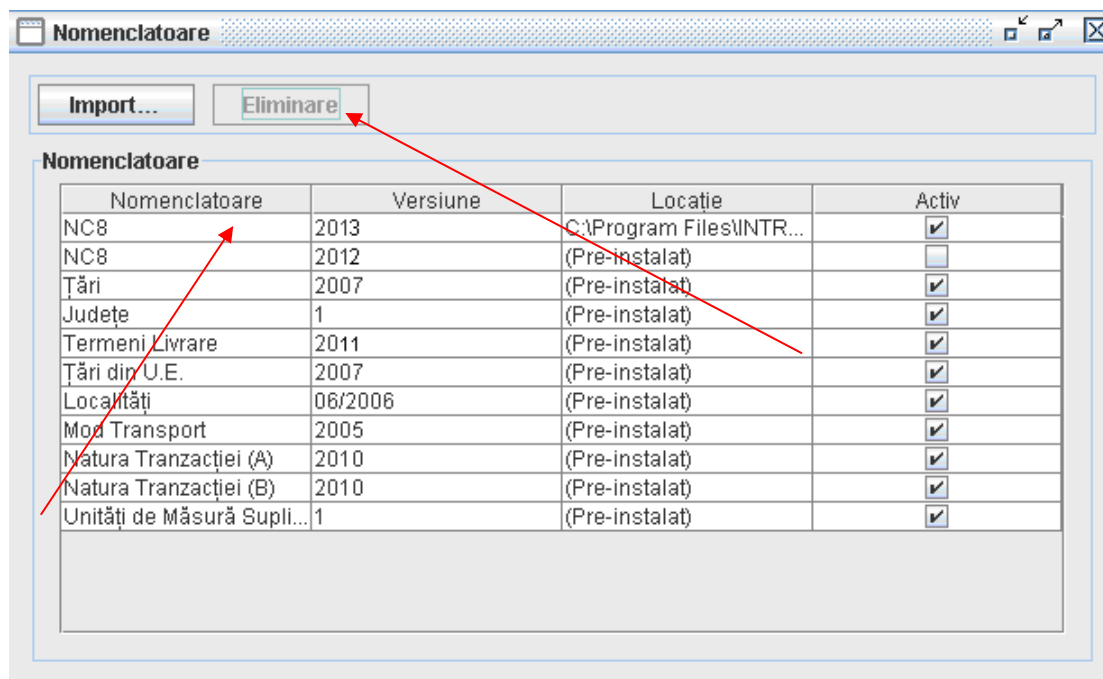 Nomenclatoare
Import... Eliminare
Nomenclatoare
Nomenclatoare Versiune Locație Activ
NC8 2013 C:\Program Files\INTR...
NC8 2012 (Pre-instalat)
Țări 2007 (Pre-instalat)
Județe 1 (Pre-instalat)
Termeni Livrare 2011 (Pre-instalat)
Țări din U.E. 2007 (Pre-instalat)
Localități 06/2006 (Pre-instalat)
Mod Transport 2005 (Pre-instalat)
Natura Tranzacției (A) 2010 (Pre-instalat)
Natura Tranzacției (B) 2010 (Pre-instalat)
Unități de Măsură Supli... 1 (Pre-instalat)